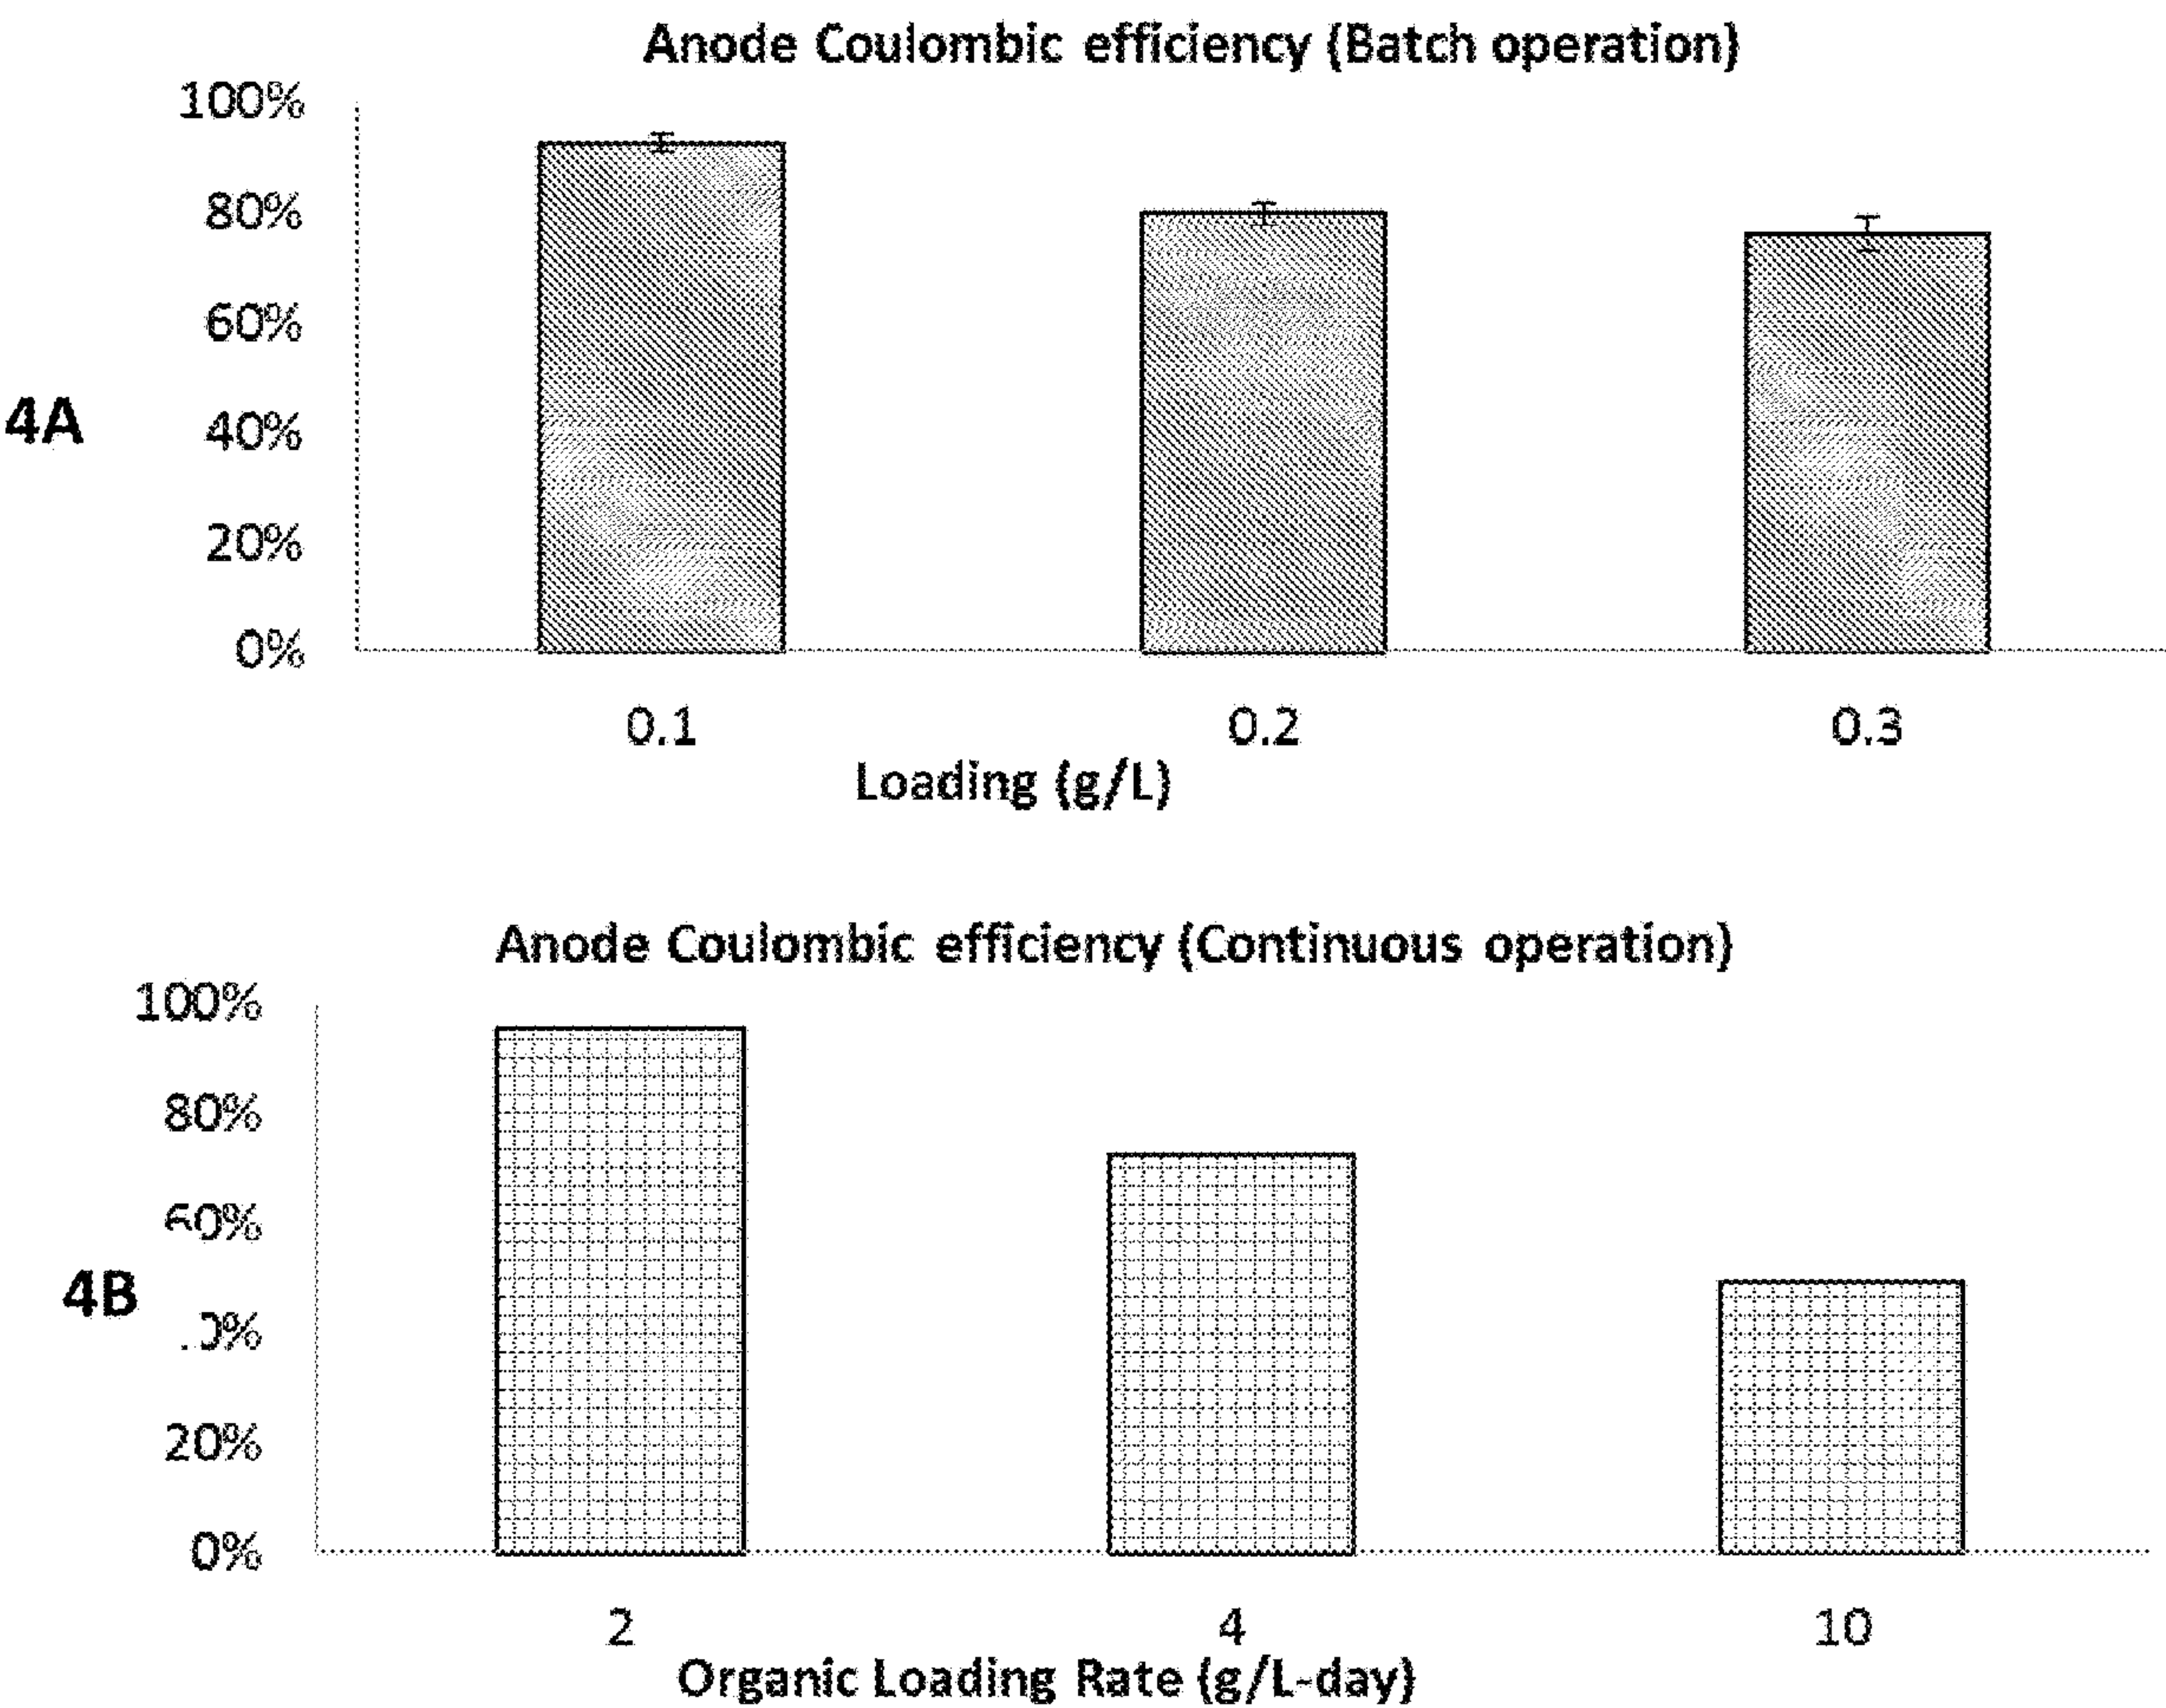 Anode Coulombic efficiency (Batch operation)
100%
80%
60%
40%
20%
0%
4A
0.1 0.2 0.3
Loading (g/L)
Anode Coulombic efficiency (Continuous operation)
100%
80%
20%
0%
4B
2 4 10
Organic Loading Rate (g/L-day)